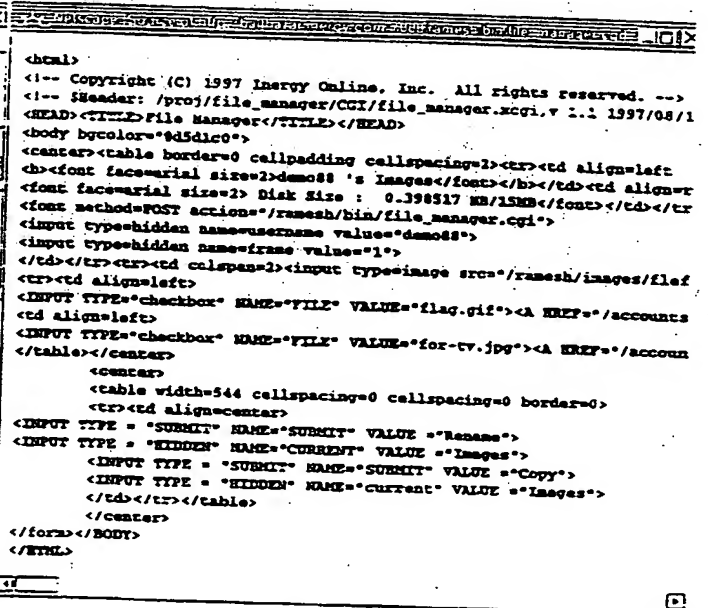 <html>
<!-- Copyright (C) 1997 Inergy Online, Inc. All rights reserved. -->
<!-- $Header: /proj/file_manager/CGI/file_manager.xcgi,v 1.1 1997/08/1
<HEAD><TITLE>File Manager</TITLE></HEAD>
<body bgcolor="#d5d1c0">
<center><table border=0 cellpadding cellspacing=2><tr><td align=left
<b><font face=arial size=2>demo88 's Images</font></b></td><td align=r
<font face=arial size=2> Disk Size : 0.398517 KB/15MB</font></td></tr
<form method=POST action="/ramesh/bin/file_manager.cgi">
<input type=hidden name=username value="demo88">
<input type=hidden name=frame value="1">
</td></tr><tr><td colspan=2><input type=image src="/ramesh/images/flef
<tr><td align=left>
<INPUT TYPE="checkbox" NAME="FILE" VALUE="flag.gif"><A HREF="/accounts
<td align=left>
<INPUT TYPE="checkbox" NAME="FILE" VALUE="for-tv.jpg"><A HREF="/accoun
</table></center>
<center>
<table width=544 cellspacing=0 cellspacing=0 border=0>
<tr><td align=center>
<INPUT TYPE = "SUBMIT" NAME="SUBMIT" VALUE ="Rename">
<INPUT TYPE = "HIDDEN" NAME="CURRENT" VALUE ="Images">
<INPUT TYPE = "SUBMIT" NAME="SUBMIT" VALUE ="Copy">
<INPUT TYPE = "HIDDEN" NAME="current" VALUE ="Images">
</td></tr></table>
</center>
</form></BODY>
</HTML>